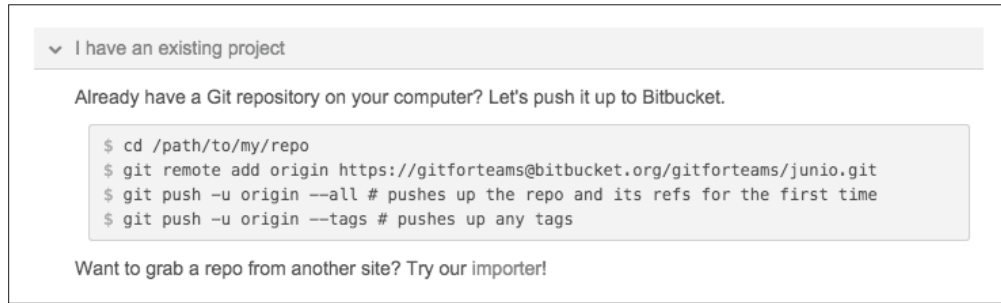 I have an existing project
Already have a Git repository on your computer? Let's push it up to Bitbucket.
$ cd /path/to/my/repo
$ git remote add origin https://gitforteams@bitbucket.org/gitforteams/junio.git
$ git push -u origin --all # pushes up the repo and its refs for the first time
$ git push -u origin --tags # pushes up any tags
Want to grab a repo from another site? Try our importer!